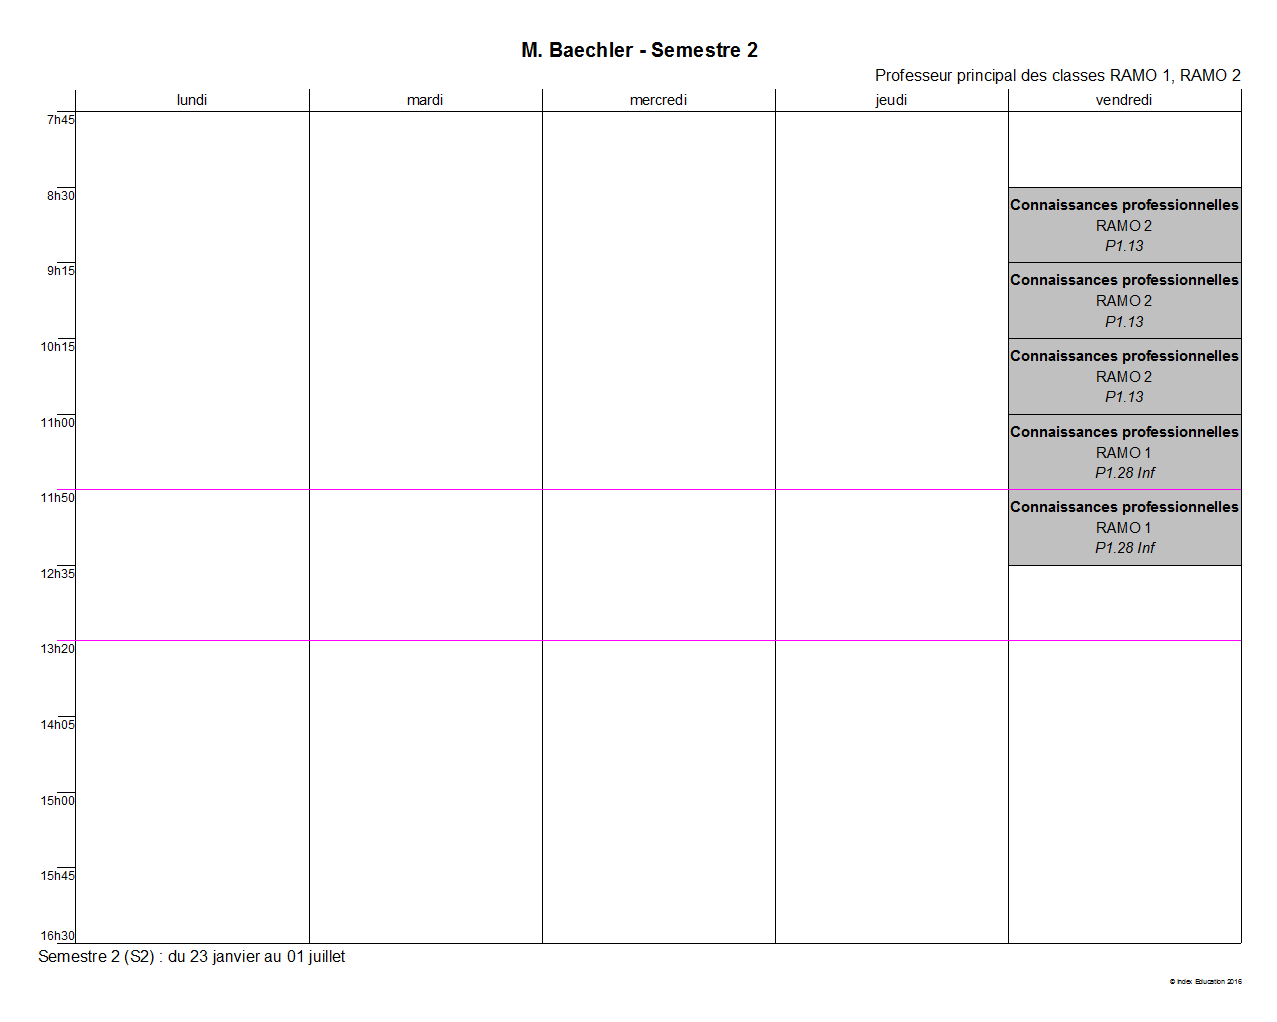 M. Baechler - Semestre 2
Professeur principal des classes RAMO 1, RAMO 2
lundi mardi mercredi jeudi vendredi
7h45
8h30
Connaissances professionnelles
RAMO 2
P1.13
9h15
Connaissances professionnelles
RAMO 2
P1.13
10h15
Connaissances professionnelles
RAMO 2
P1.13
11h00
Connaissances professionnelles
RAMO 1
P1.28 Inf
11h50
Connaissances professionnelles
RAMO 1
P1.28 Inf
12h35
13h20
14h05
15h00
15h45
16h30
Semestre 2 (S2) : du 23 janvier au 01 juillet
© Index Education 2016